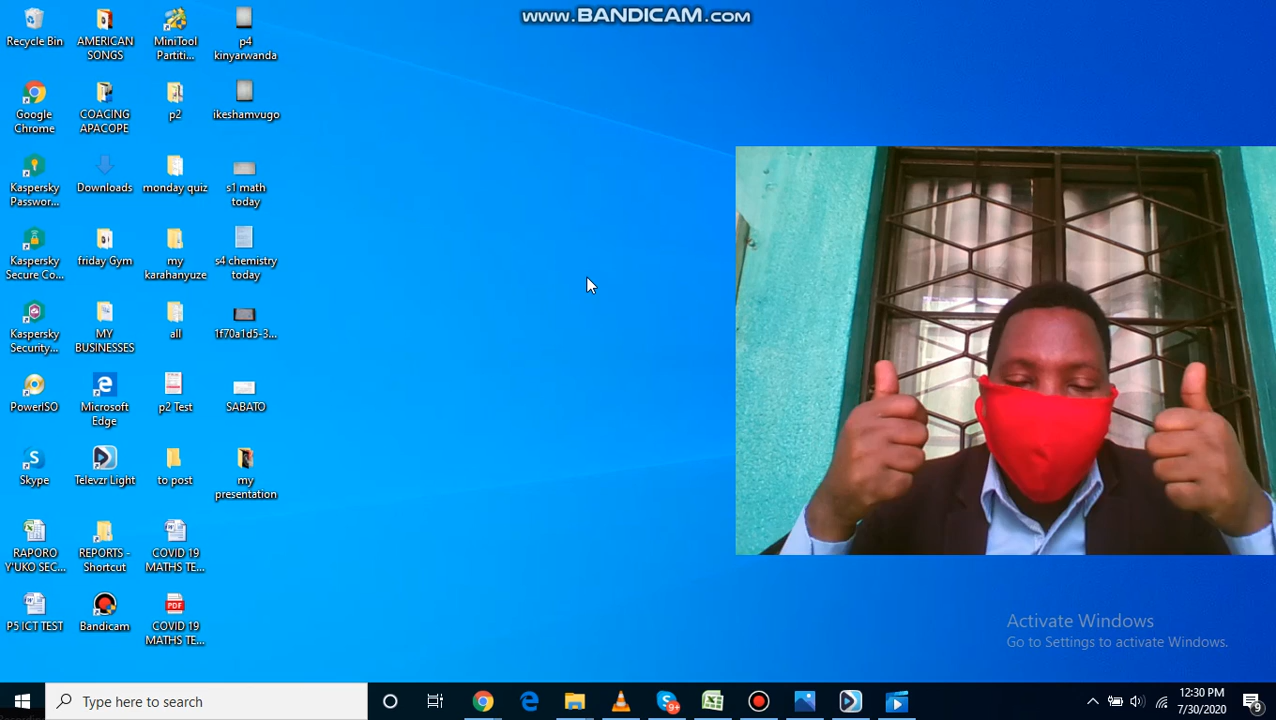 www.BANDICAM.com
Recycle Bin
AMERICAN
SONGS
MiniTool
Partiti...
p4
kinyarwanda
Google
Chrome
COACING
APACOPE
p2
ikeshamvugo
Kaspersky
Passwor...
Downloads
monday quiz
s1 math
today
Kaspersky
Secure Co...
friday Gym
my
karahanyuze
s4 chemistry
today
Kaspersky
Security...
MY
BUSINESSES
all
1f70a1d5-3...
PowerISO
Microsoft
Edge
p2 Test
SABATO
Skype
Televzr Light
to post
my
presentation
RAPORO
Y'UKO SEC...
REPORTS -
Shortcut
COVID 19
MATHS TE...
P5 ICT TEST
Bandicam
PDF
COVID 19
MATHS TE...
Activate Windows
Go to Settings to activate Windows.
Type here to search
9+
12:30 PM
7/30/2020
9